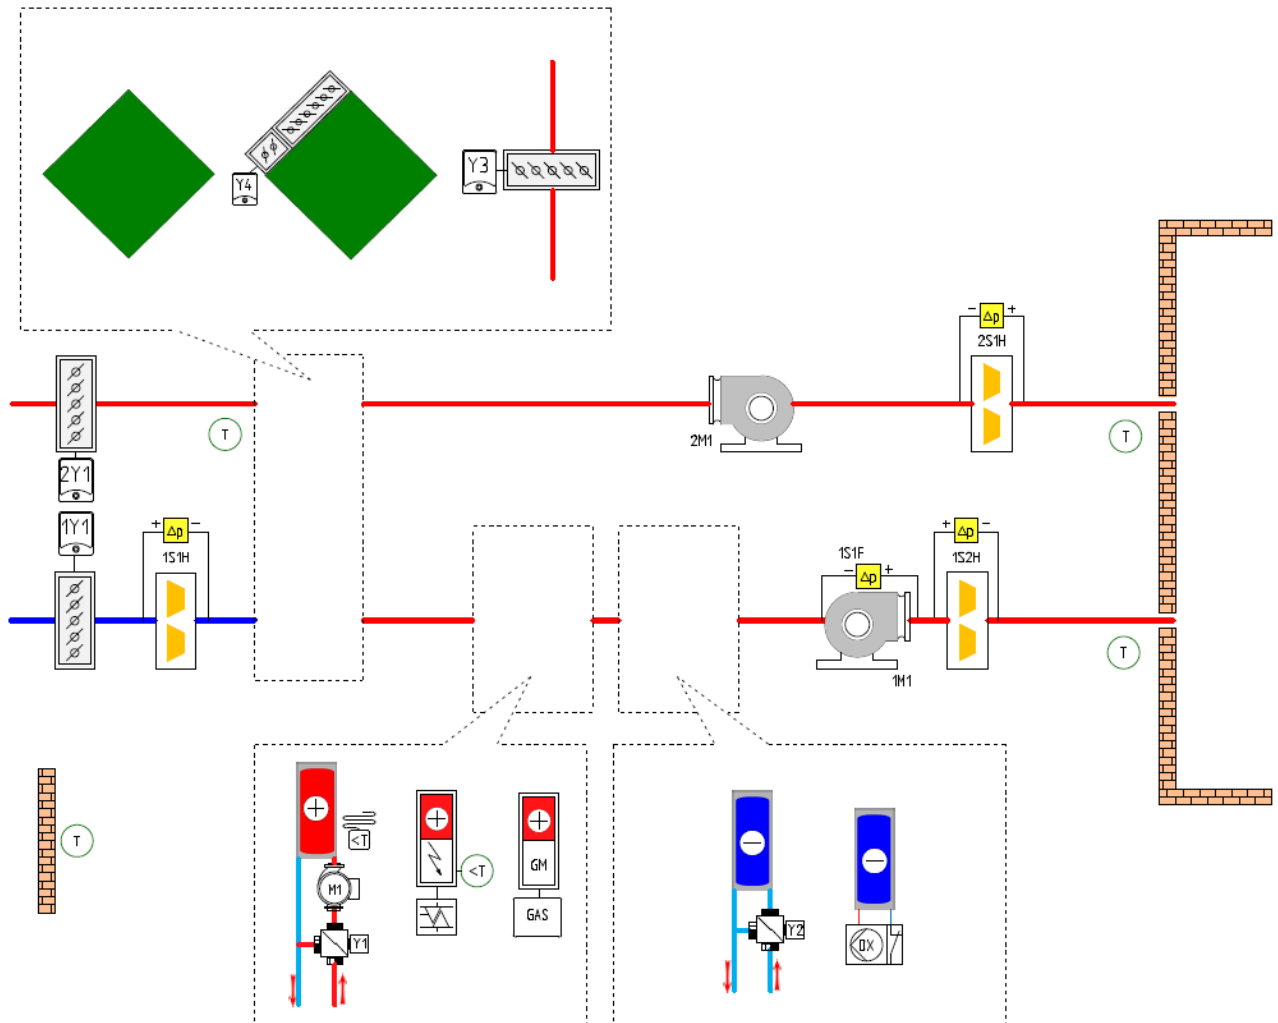 Y4
Y3
Δp
- +
2S1H
T
2M1
T
2Y1
1Y1
+ Δp -
1S1H
1S1F
- Δp +
+ Δp -
1S2H
T
1M1
T
+
<T
M1
Y1
+
<T
+
GM
GAS
-
Y2
-
DX